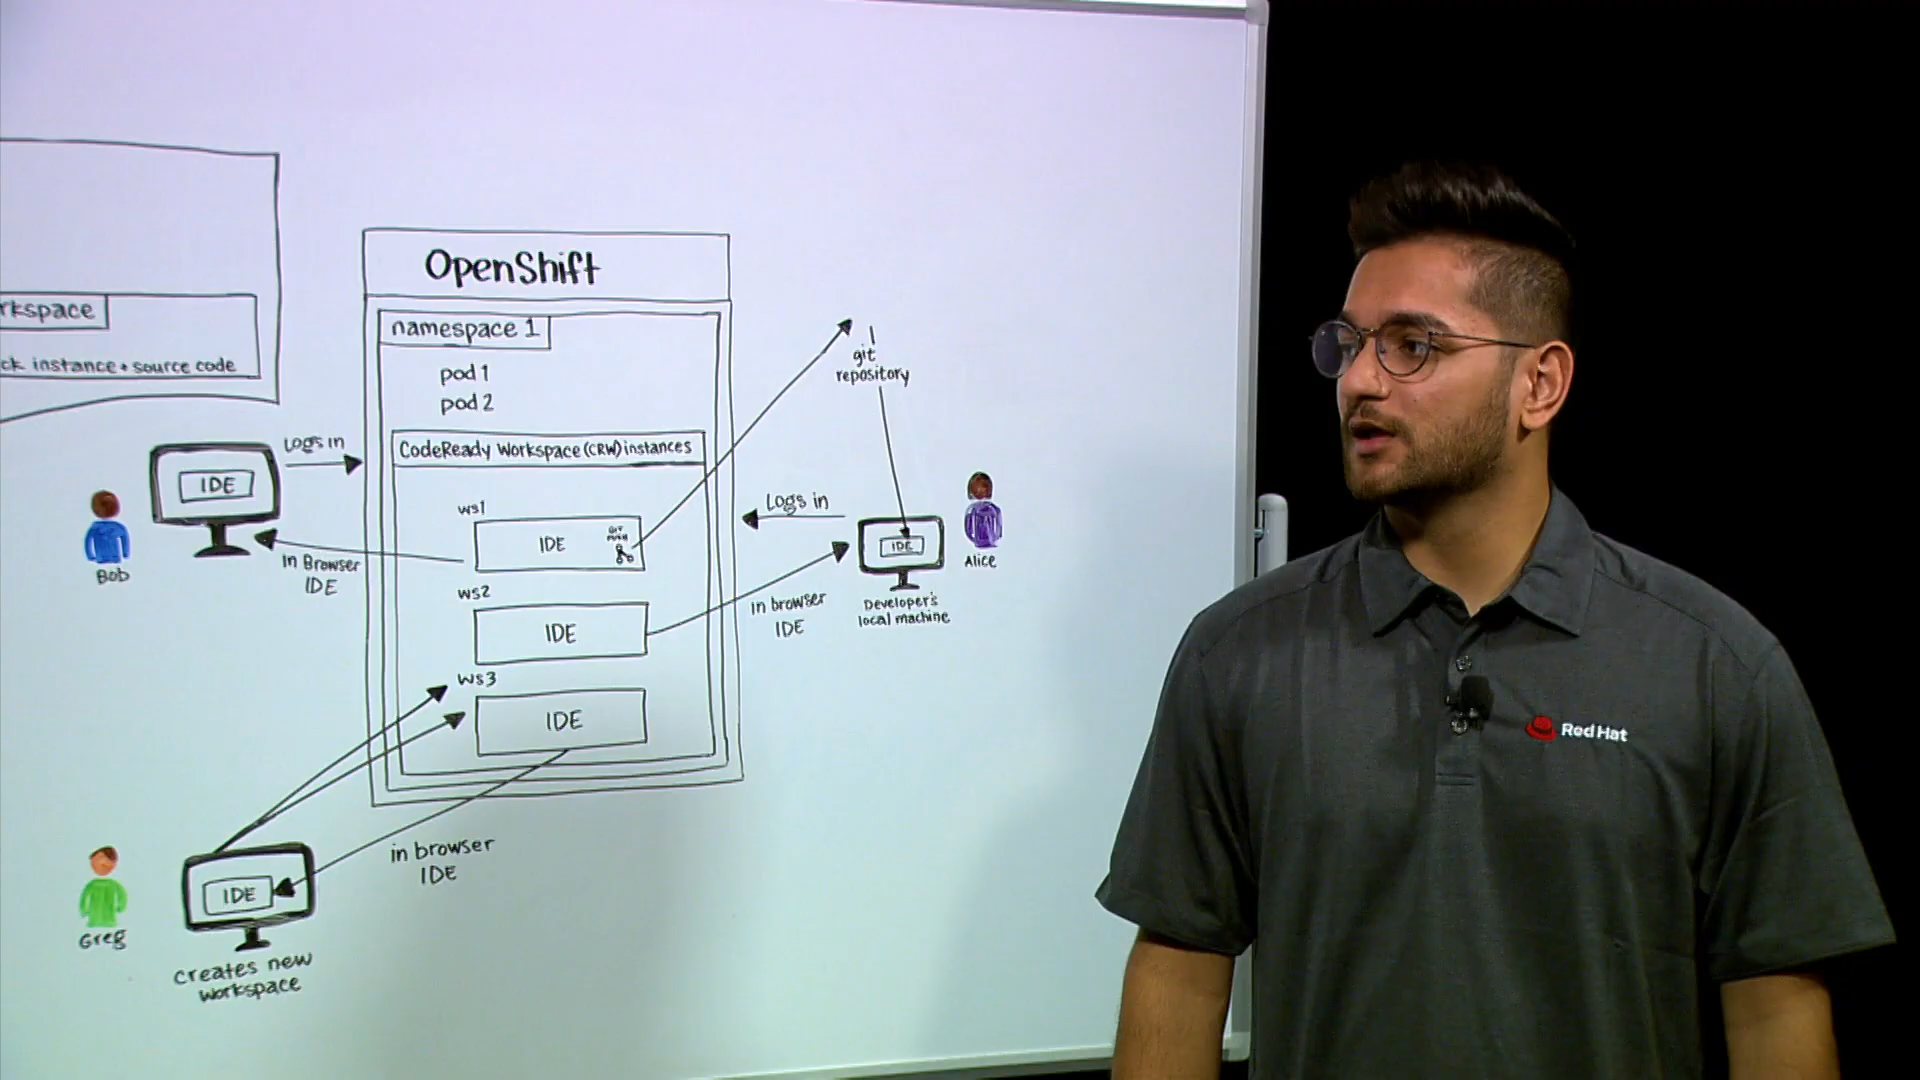 rkspace
ck instance + source code
OpenShift
namespace 1
pod 1
pod 2
CodeReady Workspace (CRW) instances
ws1
IDE
GIT
PUSH
ws2
IDE
ws3
IDE
Logs in
IDE
Bob
In Browser
IDE
git
repository
Logs in
IDE
Alice
Developer's
local machine
in browser
IDE
in browser
IDE
IDE
Greg
creates new
workspace
Red Hat